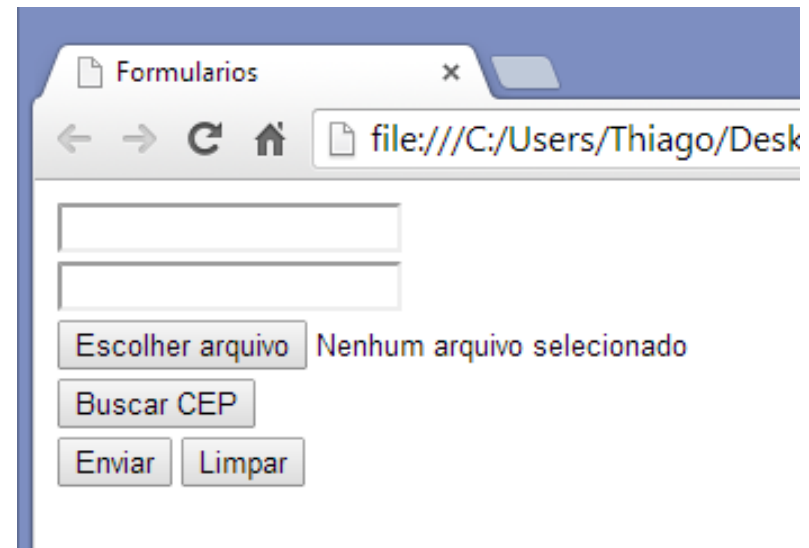 Formularios
file:///C:/Users/Thiago/Desk
Escolher arquivo Nenhum arquivo selecionado
Buscar CEP
Enviar Limpar